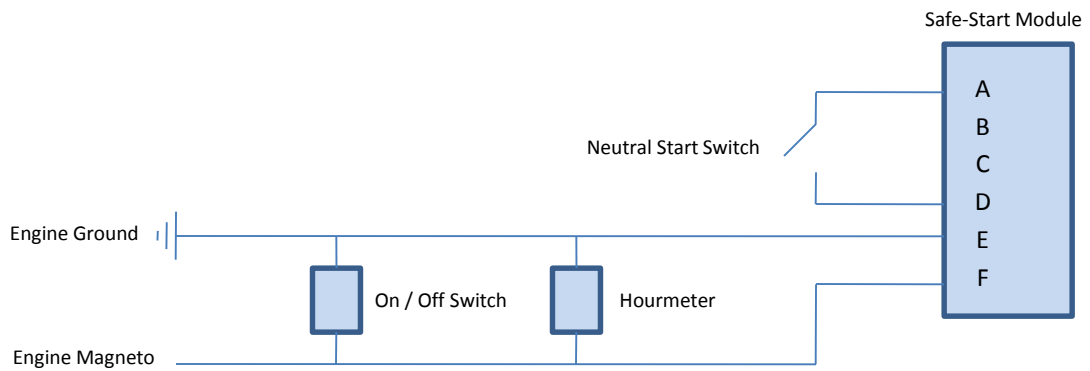 Safe-Start Module
A
B
Neutral Start Switch
C
D
Engine Ground
E
F
On / Off Switch
Hourmeter
Engine Magneto